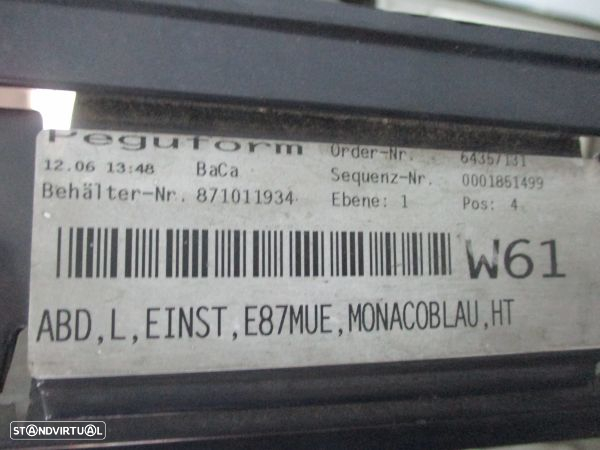 Peguform
Order-Nr. 64357131
12.06 13:48 BaCa
Sequenz-Nr. 0001851499
Behälter-Nr. 871011934
Ebene: 1 Pos: 4
W61
ABD,L,EINST,E87MUE,MONACOBLAU,HT
STANDVIRTUAL